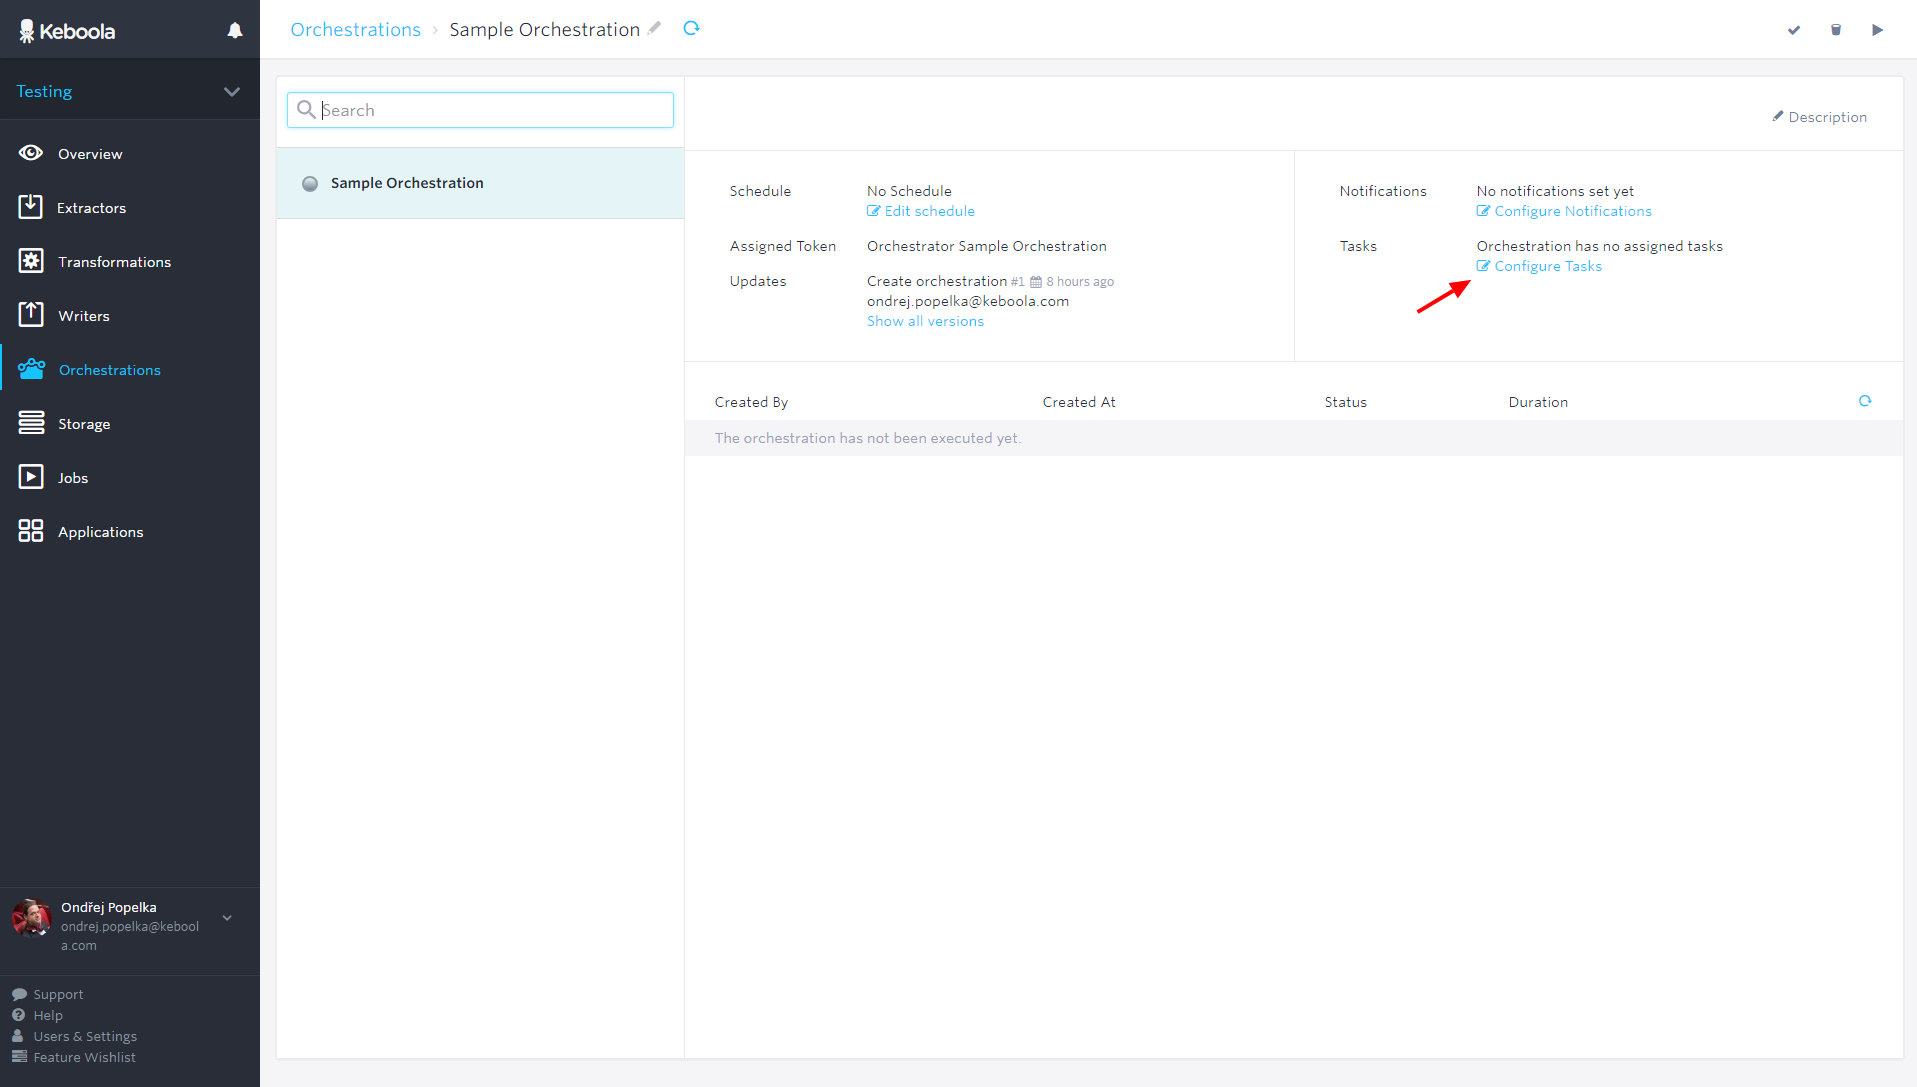 Keboola
Orchestrations › Sample Orchestration
Testing
Overview
Extractors
Transformations
Writers
Orchestrations
Storage
Jobs
Applications
Ondřej Popelka
ondrej.popelka@kebool
a.com
Support
Help
Users & Settings
Feature Wishlist
Search
Sample Orchestration
Description
Schedule No Schedule
Edit schedule
Assigned Token Orchestrator Sample Orchestration
Updates Create orchestration #1 8 hours ago
ondrej.popelka@keboola.com
Show all versions
Notifications No notifications set yet
Configure Notifications
Tasks Orchestration has no assigned tasks
Configure Tasks
Created By Created At Status Duration
The orchestration has not been executed yet.